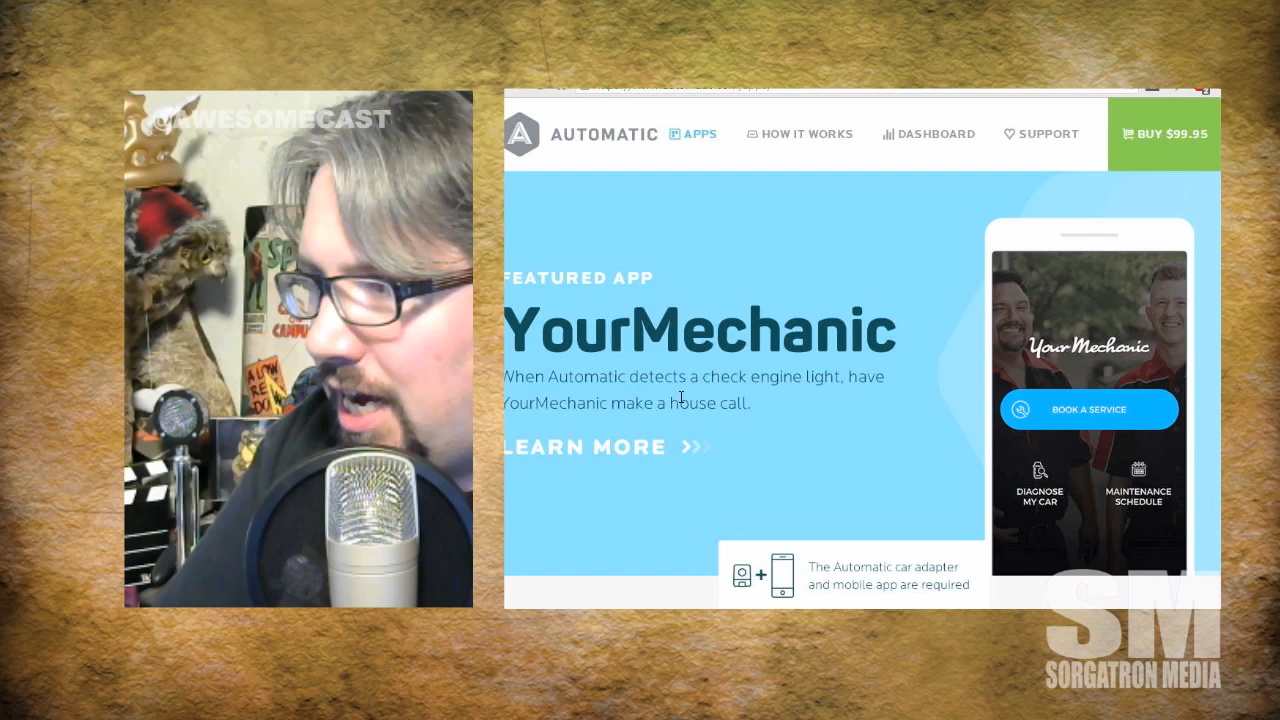 @AWESOMECAST
AUTOMATIC
APPS
HOW IT WORKS
DASHBOARD
SUPPORT
BUY $99.95
FEATURED APP
YourMechanic
When Automatic detects a check engine light, have
YourMechanic make a house call.
LEARN MORE
Your Mechanic
BOOK A SERVICE
DIAGNOSE
MY CAR
MAINTENANCE
SCHEDULE
The Automatic car adapter
and mobile app are required
SM
SORGATRON MEDIA